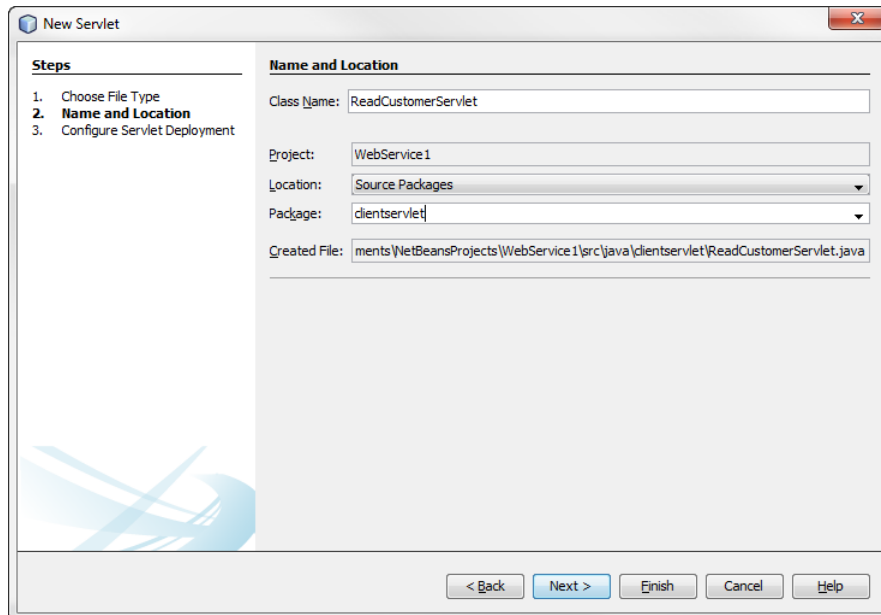 New Servlet
Steps
1. Choose File Type
2. Name and Location
3. Configure Servlet Deployment
Name and Location
Class Name: ReadCustomerServlet
Project: WebService1
Location: Source Packages
Package: clientservlet
Created File: ments\NetBeansProjects\WebService1\src\java\clientservlet\ReadCustomerServlet.java
< Back Next > Finish Cancel Help